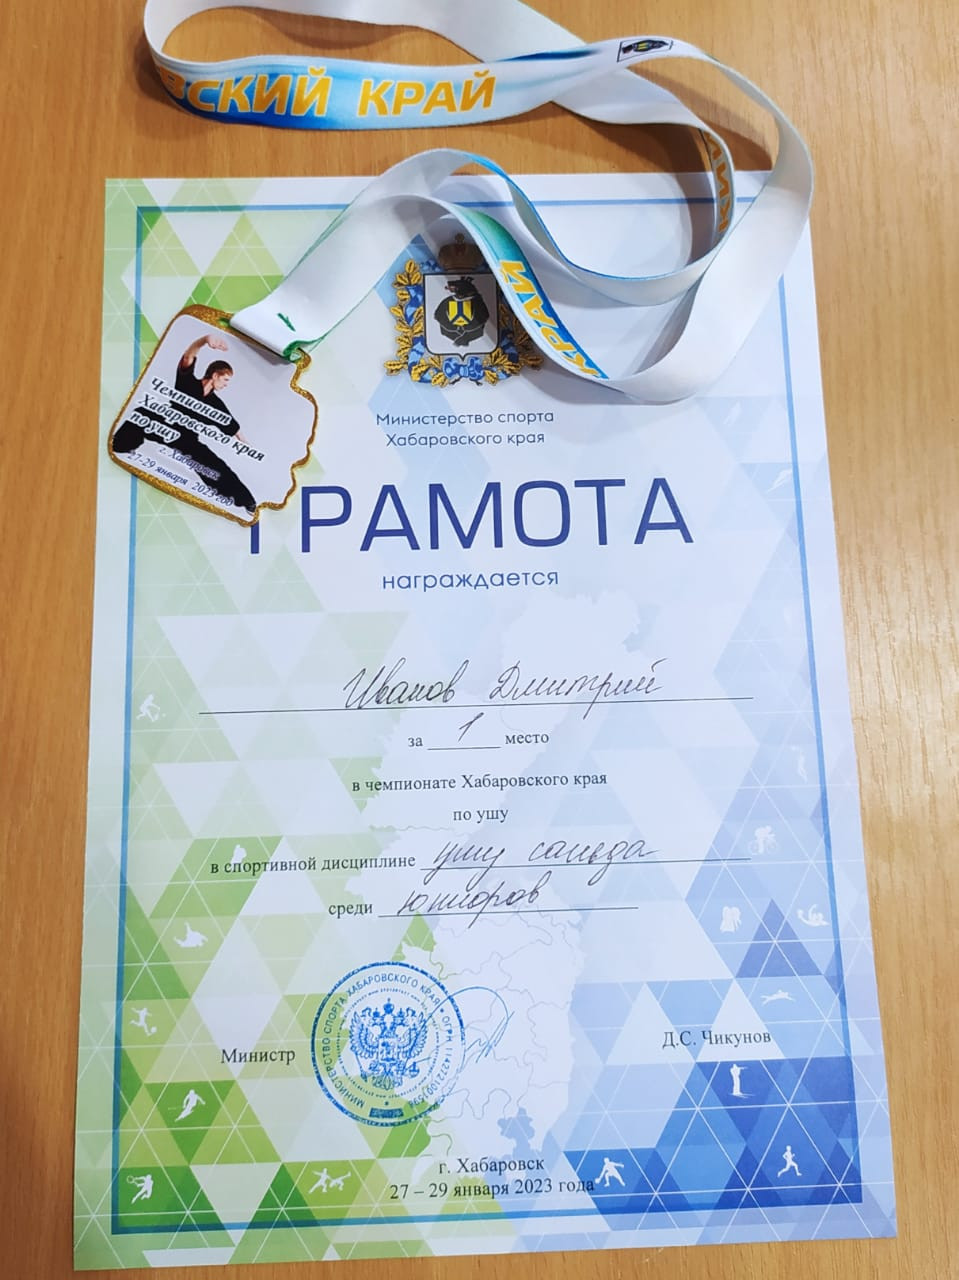 ВСКИЙ КРАЙ
КРАЙ
Чемпионат
Хабаровского края
по ушу
г. Хабаровск
27-29 января 2023 год
Министерство спорта
Хабаровского края
ГРАМОТА
награждается
Иванов Дмитрий
за 1 место
в чемпионате Хабаровского края
по ушу
в спортивной дисциплине ушу саньда
среди юниоров
МИНИСТЕРСТВО СПОРТА ХАБАРОВСКОГО КРАЯ
Министр
Д.С. Чикунов
г. Хабаровск
27 – 29 января 2023 года